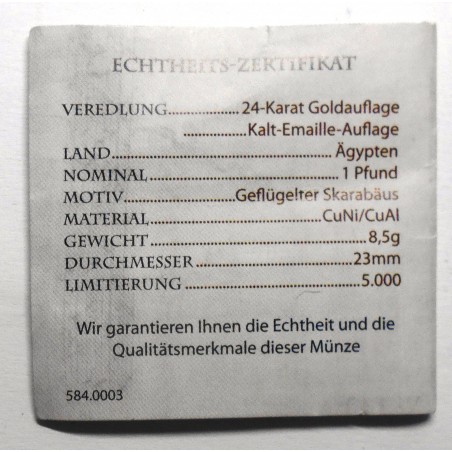 ECHTHEITS-ZERTIFIKAT
VEREDLUNG..................24-Karat Goldauflage
..............................Kalt-Emaille-Auflage
LAND..................................................Ägypten
NOMINAL............................................1 Pfund
MOTIV.........................Geflügelter Skarabäus
MATERIAL.......................................CuNi/CuAl
GEWICHT................................................8,5g
DURCHMESSER....................................23mm
LIMITIERUNG.......................................5.000
Wir garantieren Ihnen die Echtheit und die
Qualitätsmerkmale dieser Münze
584.0003